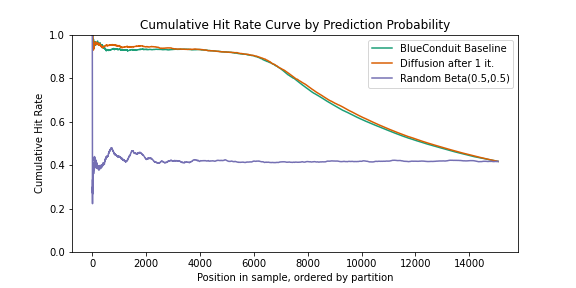 Cumulative Hit Rate Curve by Prediction Probability
1.0
0.8
0.6
0.4
0.2
0.0
Cumulative Hit Rate
BlueConduit Baseline
Diffusion after 1 it.
Random Beta(0.5,0.5)
0 2000 4000 6000 8000 10000 12000 14000
Position in sample, ordered by partition